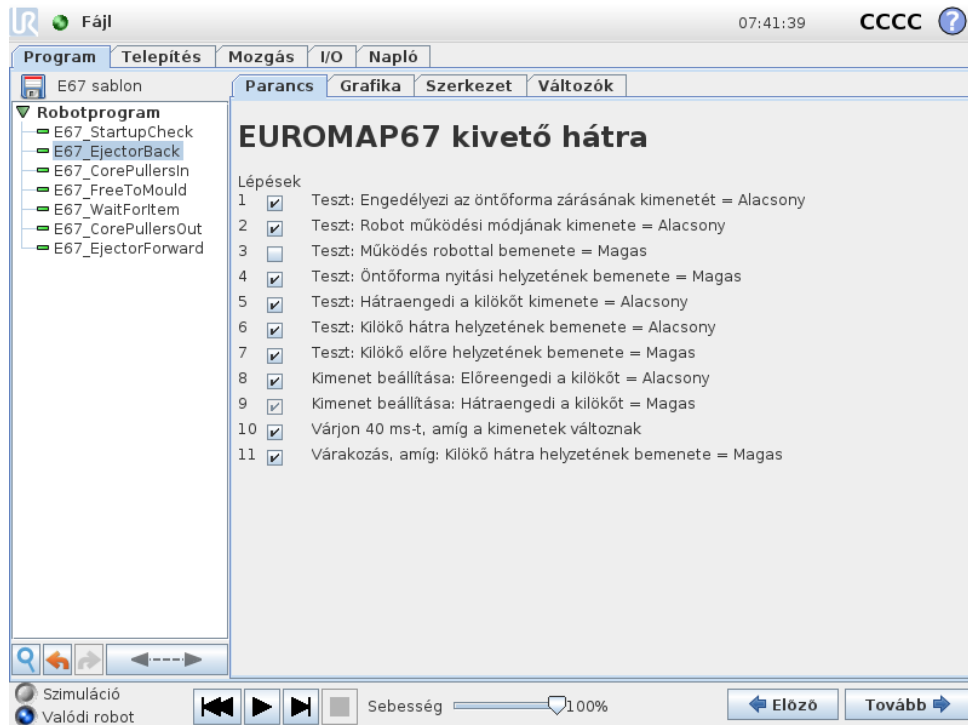 UR Fájl 07:41:39 CCCC ?
Program Telepítés Mozgás I/O Napló
E67 sablon
Parancs Grafika Szerkezet Változók
Robotprogram
E67_StartupCheck
E67_EjectorBack
E67_CorePullersIn
E67_FreeToMould
E67_WaitForItem
E67_CorePullersOut
E67_EjectorForward
EUROMAP67 kivető hátra
Lépések
1 Teszt: Engedélyezi az öntőforma zárásának kimenetét = Alacsony
2 Teszt: Robot működési módjának kimenete = Alacsony
3 Teszt: Működés robottal bemenete = Magas
4 Teszt: Öntőforma nyitási helyzetének bemenete = Magas
5 Teszt: Hátraengedi a kilökőt kimenete = Alacsony
6 Teszt: Kilökő hátra helyzetének bemenete = Alacsony
7 Teszt: Kilökő előre helyzetének bemenete = Magas
8 Kimenet beállítása: Előreengedi a kilökőt = Alacsony
9 Kimenet beállítása: Hátraengedi a kilökőt = Magas
10 Várjon 40 ms-t, amíg a kimenetek változnak
11 Várakozás, amíg: Kilökő hátra helyzetének bemenete = Magas
Szimuláció
Valódi robot
Sebesség 100%
Előző Tovább